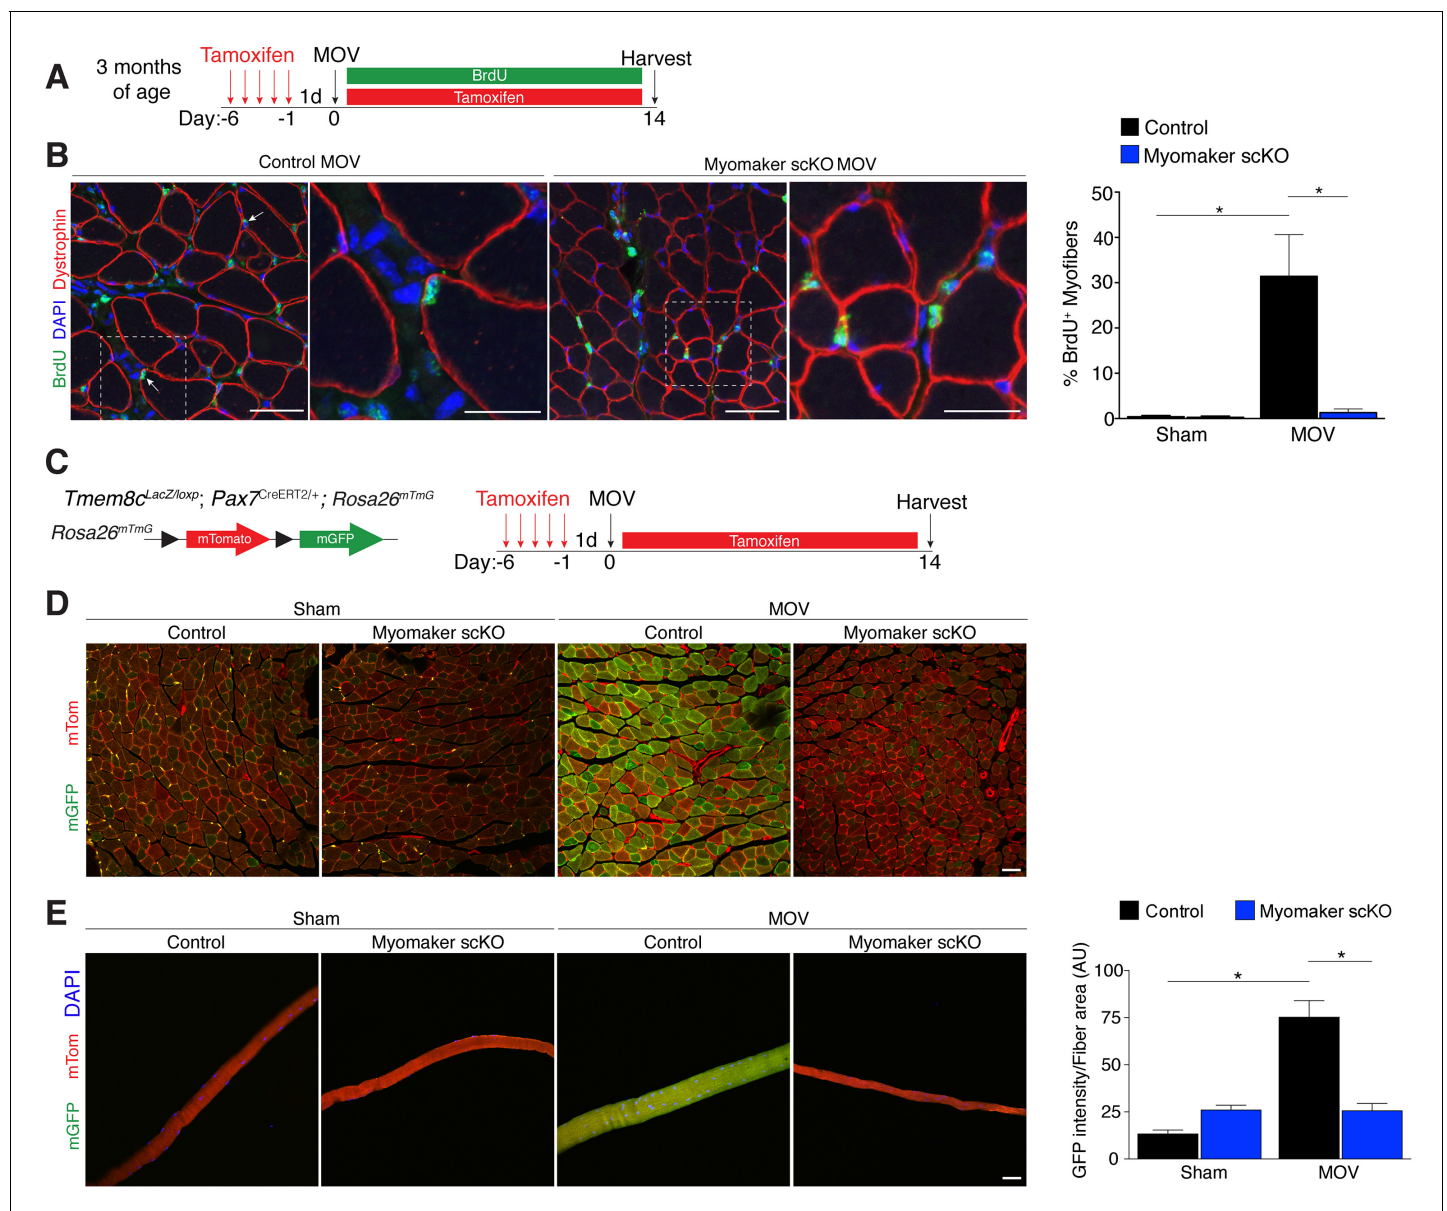 A
3 months
of age
Tamoxifen
MOV
Harvest
BrdU
Tamoxifen
1d
Day:-6
-1
0
14
B
Control MOV
Myomaker scKO MOV
BrdU DAPI Dystrophin
Control
Myomaker scKO
% BrdU+ Myofibers
50
40
30
20
10
0
*
*
Sham
MOV
C
Tmem8cLacZ/loxp; Pax7CreERT2/+; Rosa26mTmG
Rosa26mTmG
mTomato
mGFP
Tamoxifen
MOV
Harvest
1d
Tamoxifen
Day:-6
-1
0
14
D
Sham
MOV
Control
Myomaker scKO
Control
Myomaker scKO
mGFP mTom
E
Sham
MOV
Control
Myomaker scKO
Control
Myomaker scKO
mGFP mTom DAPI
Control
Myomaker scKO
GFP intensity/Fiber area (AU)
100
75
50
25
0
*
*
Sham
MOV